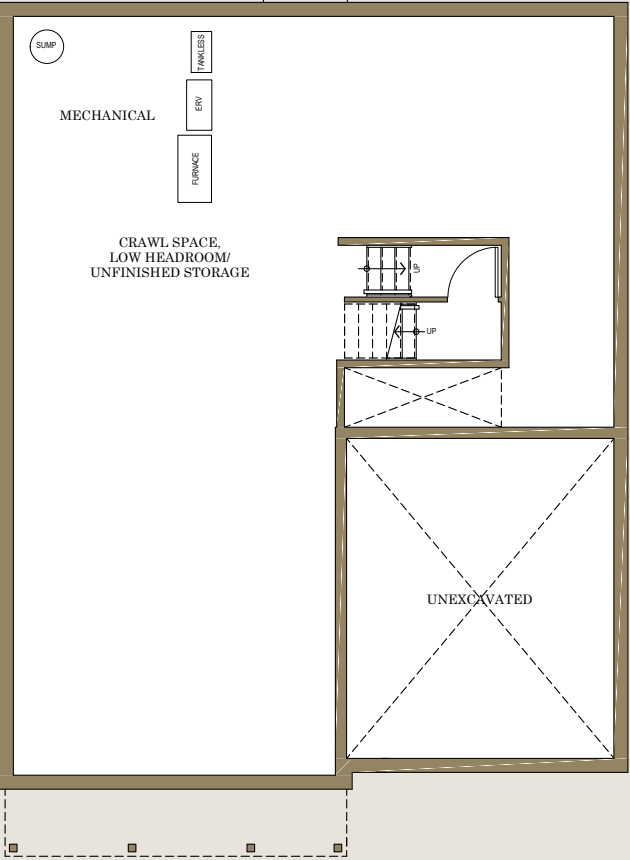 SUMP
TANKLESS
ERV
MECHANICAL
FURNACE
CRAWL SPACE,
LOW HEADROOM/
UNFINISHED STORAGE
UP
UP
UNEXCAVATED